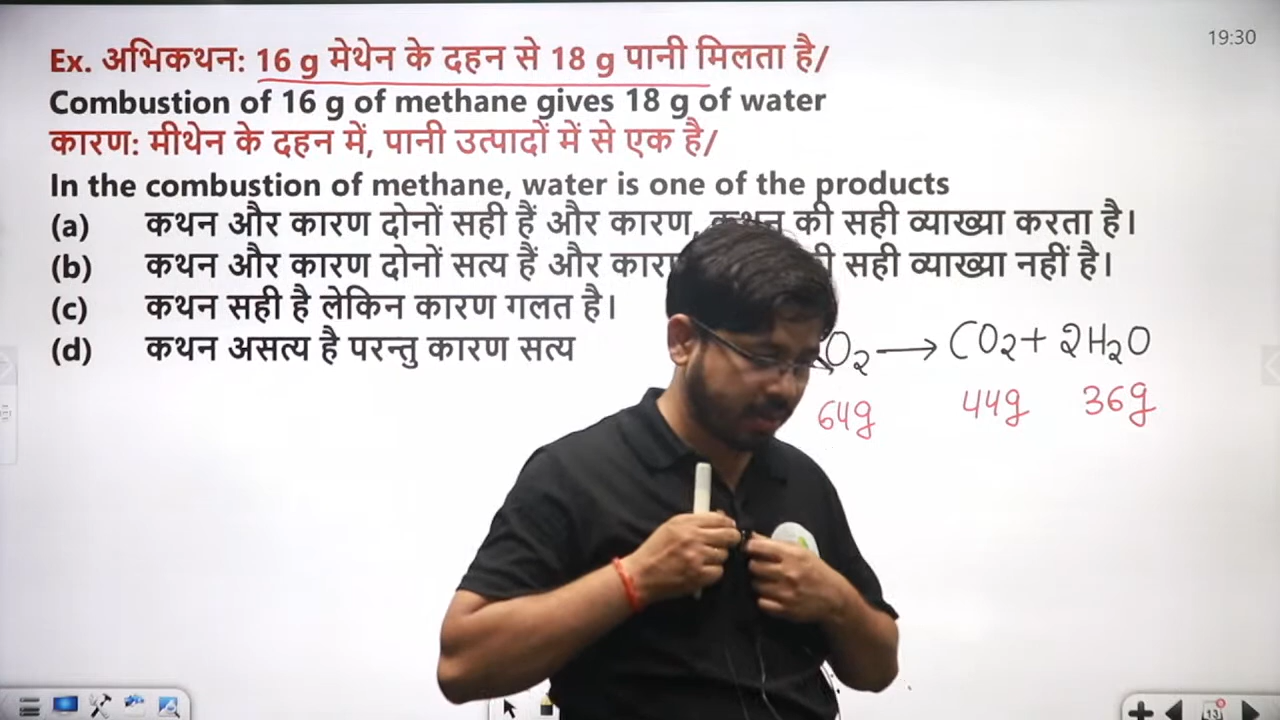 19:30
Ex. अभिकथन: 16 g मेथेन के दहन से 18 g पानी मिलता है/
Combustion of 16 g of methane gives 18 g of water
कारण: मीथेन के दहन में, पानी उत्पादों में से एक है/
In the combustion of methane, water is one of the products
(a) कथन और कारण दोनों सही हैं और कारण, कथन की सही व्याख्या करता है।
(b) कथन और कारण दोनों सत्य हैं और सही व्याख्या नहीं है।
(c) कथन सही है लेकिन कारण गलत है।
(d) कथन असत्य है परन्तु कारण सत्य
O₂ ⟶ CO₂ + 2H₂O
64g 44g 36g
13